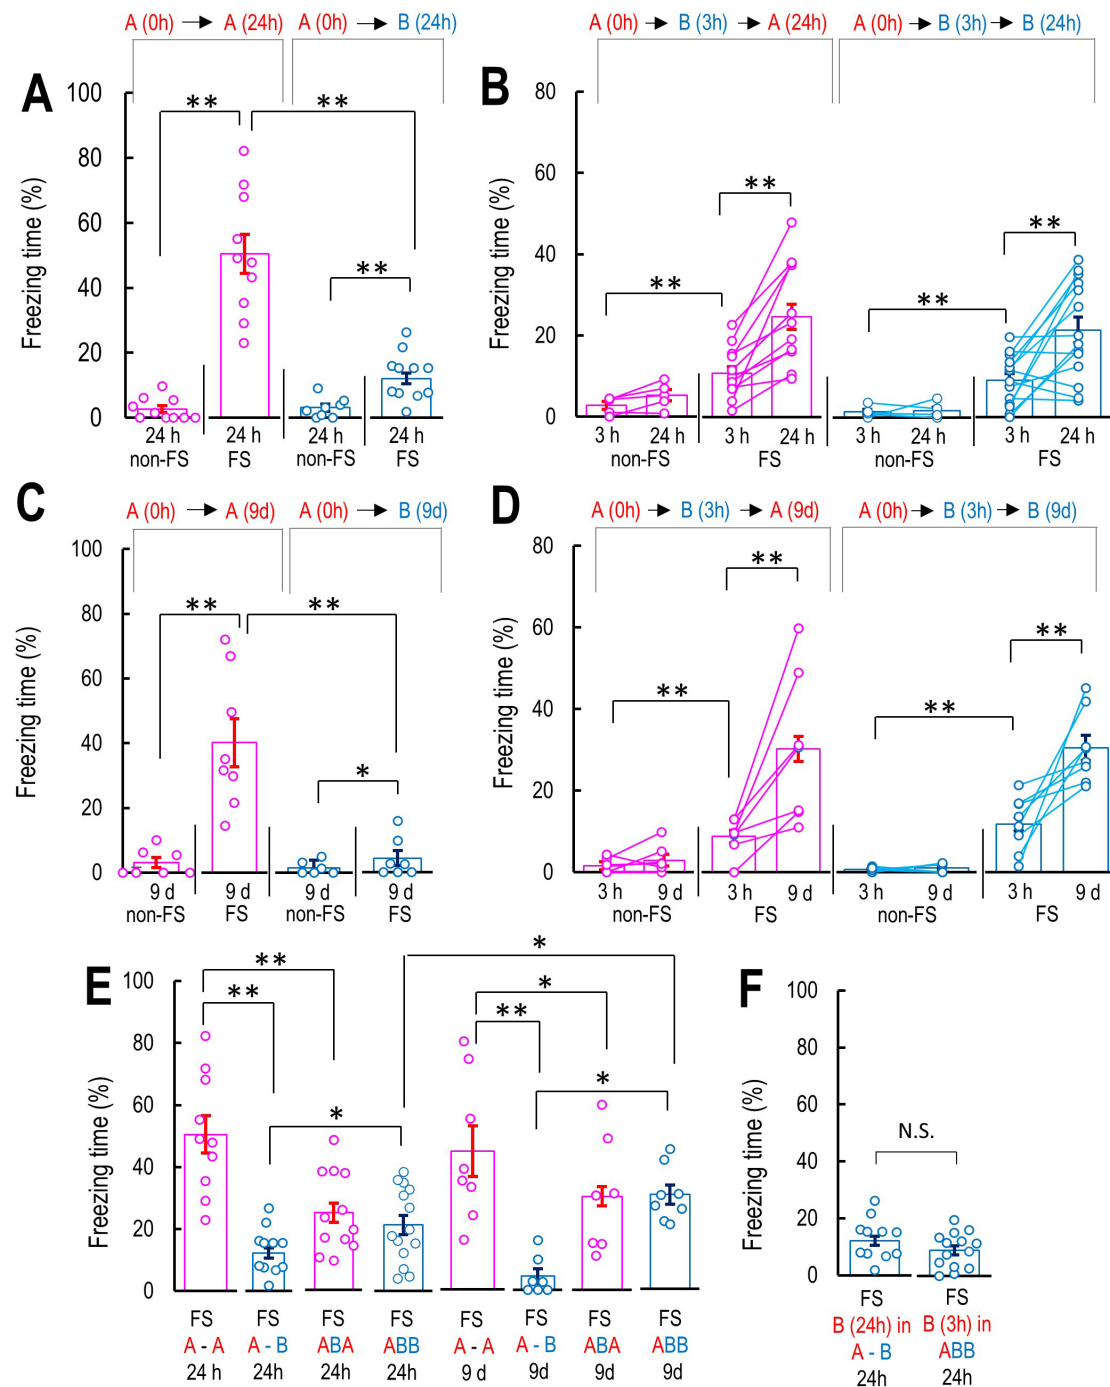 A (0h) → A (24h) A (0h) → B (24h)
A
Freezing time (%)
100
80
60
40
20
0
** **
**
24 h 24 h 24 h 24 h
non-FS FS non-FS FS
A (0h) → B (3h) → A (24h) A (0h) → B (3h) → B (24h)
B
Freezing time (%)
80
60
40
20
0
**
**
**
**
3 h 24 h 3 h 24 h 3 h 24 h 3 h 24 h
non-FS FS non-FS FS
A (0h) → A (9d) A (0h) → B (9d)
C
Freezing time (%)
100
80
60
40
20
0
** **
*
9 d 9 d 9 d 9 d
non-FS FS non-FS FS
A (0h) → B (3h) → A (9d) A (0h) → B (3h) → B (9d)
D
Freezing time (%)
80
60
40
20
0
**
**
**
**
3 h 9 d 3 h 9 d 3 h 9 d 3 h 9 d
non-FS FS non-FS FS
E
Freezing time (%)
100
80
60
40
20
0
*
**
*
**
**
*
*
FS FS FS FS FS FS FS FS
A - A A - B ABA ABB A - A A - B ABA ABB
24 h 24h 24h 24h 9 d 9d 9d 9d
F
Freezing time (%)
100
80
60
40
20
0
N.S.
FS FS
B (24h) in B (3h) in
A - B ABB
24h 24h